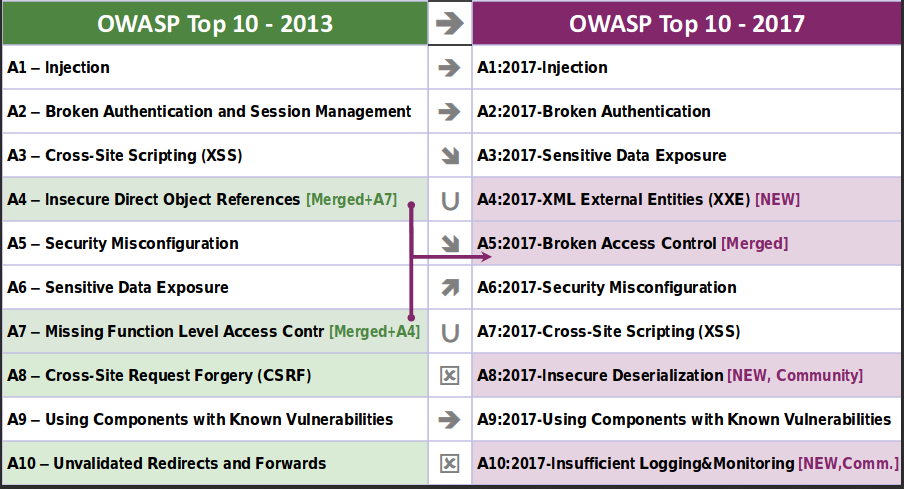 OWASP Top 10 - 2013 ➔ OWASP Top 10 - 2017
A1 – Injection ➔ A1:2017-Injection
A2 – Broken Authentication and Session Management ➔ A2:2017-Broken Authentication
A3 – Cross-Site Scripting (XSS) ➘ A3:2017-Sensitive Data Exposure
A4 – Insecure Direct Object References [Merged+A7] ∪ A4:2017-XML External Entities (XXE) [NEW]
A5 – Security Misconfiguration ➘ A5:2017-Broken Access Control [Merged]
A6 – Sensitive Data Exposure ➚ A6:2017-Security Misconfiguration
A7 – Missing Function Level Access Contr [Merged+A4] ∪ A7:2017-Cross-Site Scripting (XSS)
A8 – Cross-Site Request Forgery (CSRF) ☒ A8:2017-Insecure Deserialization [NEW, Community]
A9 – Using Components with Known Vulnerabilities ➔ A9:2017-Using Components with Known Vulnerabilities
A10 – Unvalidated Redirects and Forwards ☒ A10:2017-Insufficient Logging&Monitoring [NEW,Comm.]